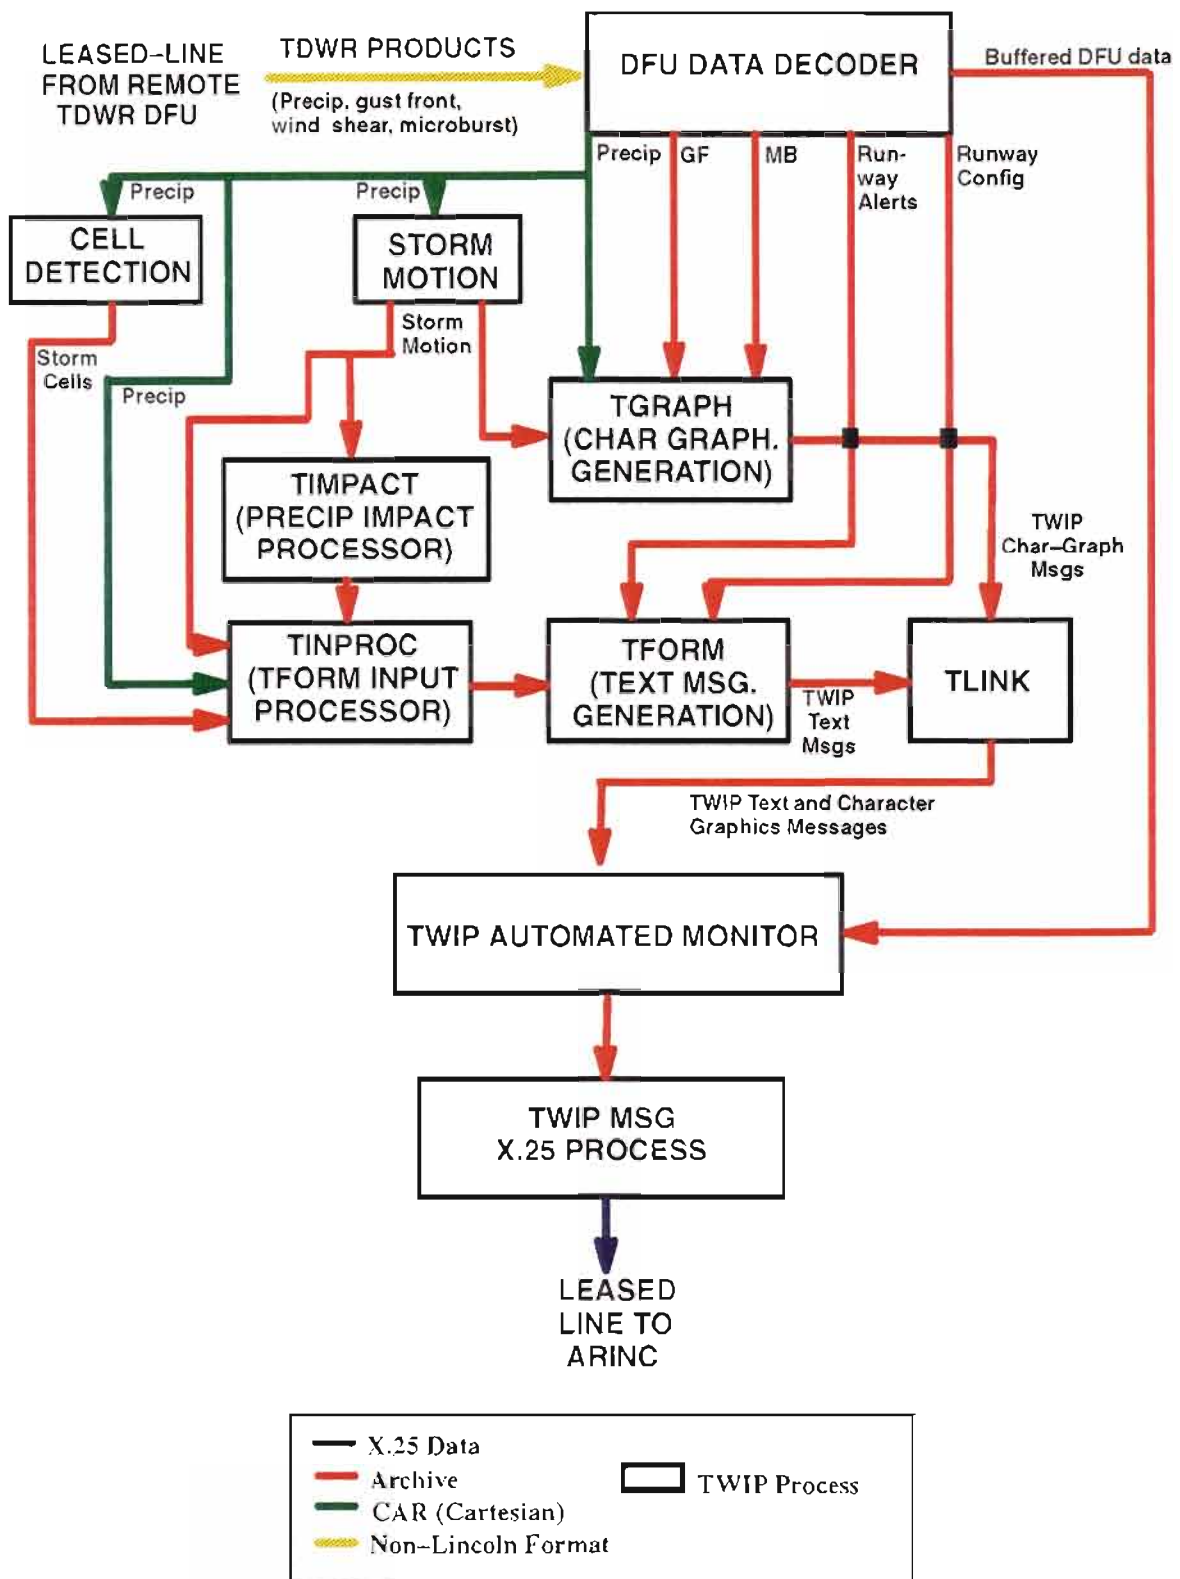 LEASED–LINE
FROM REMOTE
TDWR DFU
TDWR PRODUCTS
(Precip, gust front,
wind shear, microburst)
DFU DATA DECODER
Buffered DFU data
Precip
GF
MB
Run-
way
Alerts
Runway
Config
Precip
Precip
CELL
DETECTION
STORM
MOTION
Storm
Motion
Storm
Cells
Precip
TGRAPH
(CHAR GRAPH.
GENERATION)
TIMPACT
(PRECIP IMPACT
PROCESSOR)
TWIP
Char–Graph
Msgs
TINPROC
(TFORM INPUT
PROCESSOR)
TFORM
(TEXT MSG.
GENERATION)
TWIP
Text
Msgs
TLINK
TWIP Text and Character
Graphics Messages
TWIP AUTOMATED MONITOR
TWIP MSG
X.25 PROCESS
LEASED
LINE TO
ARINC
X.25 Data
Archive
CAR (Cartesian)
Non–Lincoln Format
TWIP Process